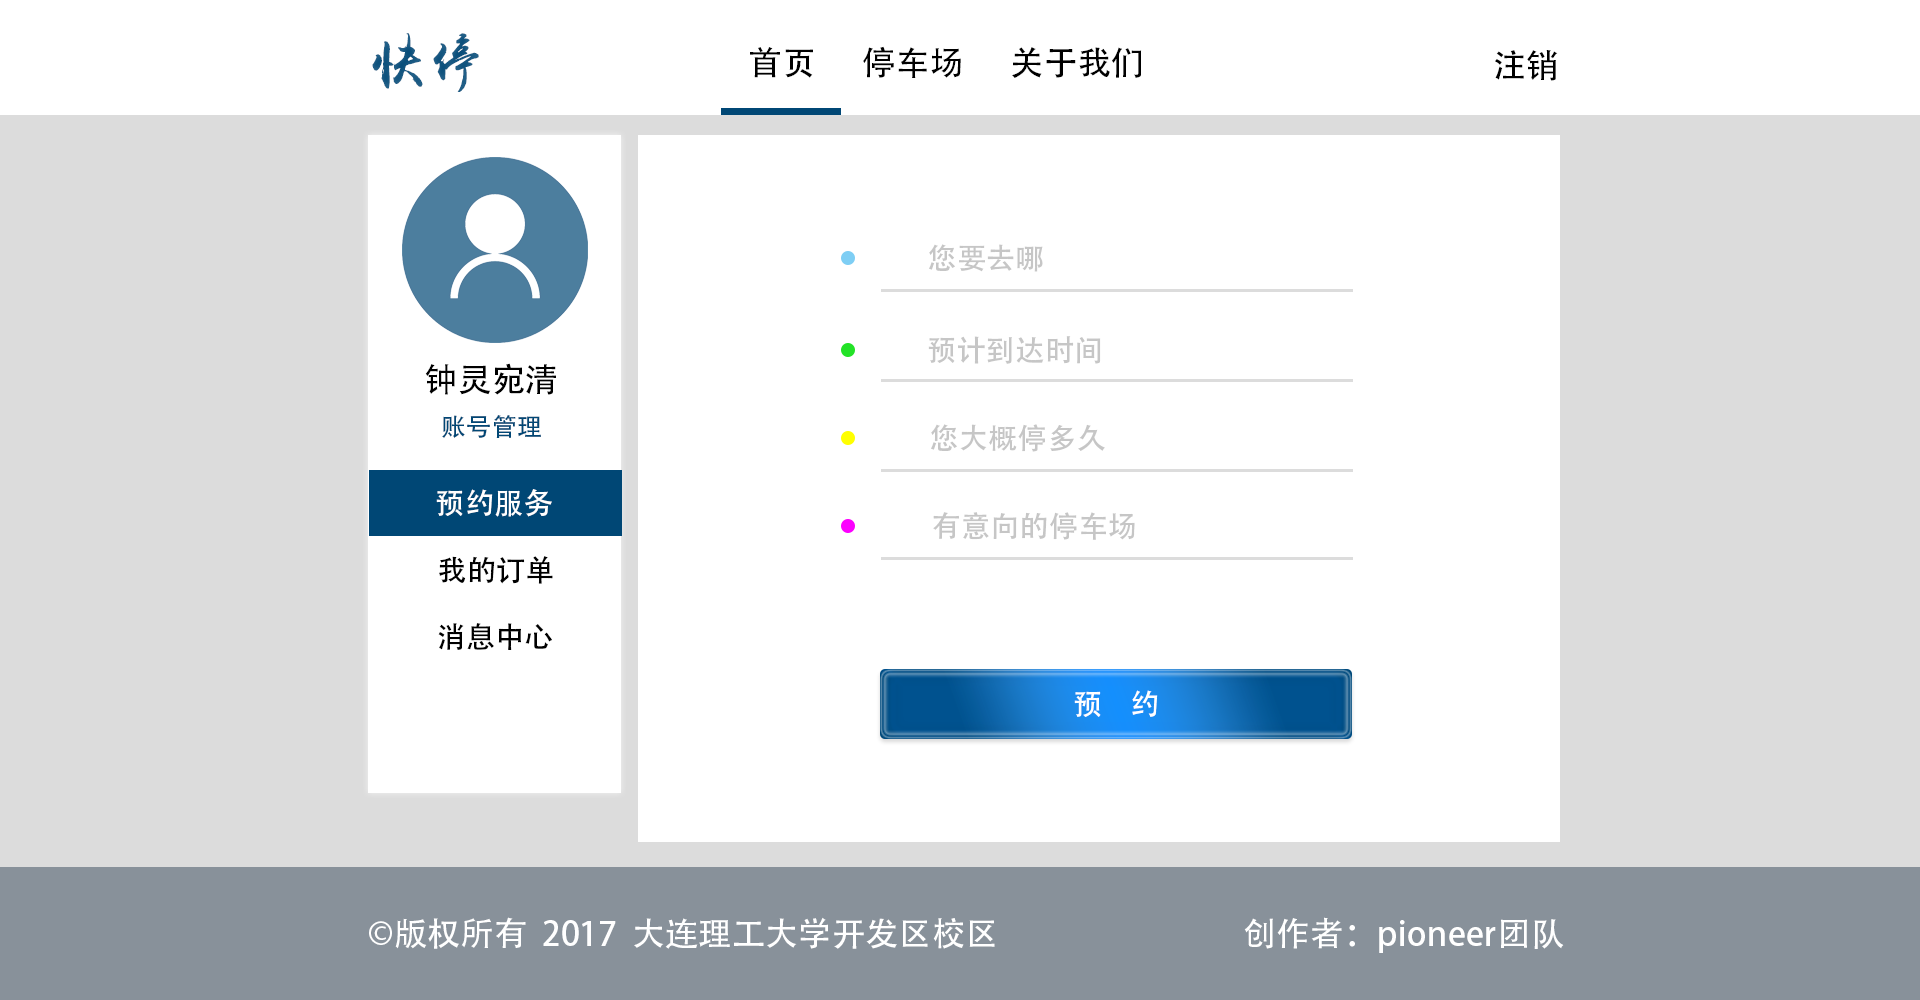 快停
首页 停车场 关于我们 注销
钟灵宛清
账号管理
预约服务
我的订单
消息中心
您要去哪
预计到达时间
您大概停多久
有意向的停车场
预 约
©版权所有 2017 大连理工大学开发区校区
创作者：pioneer团队